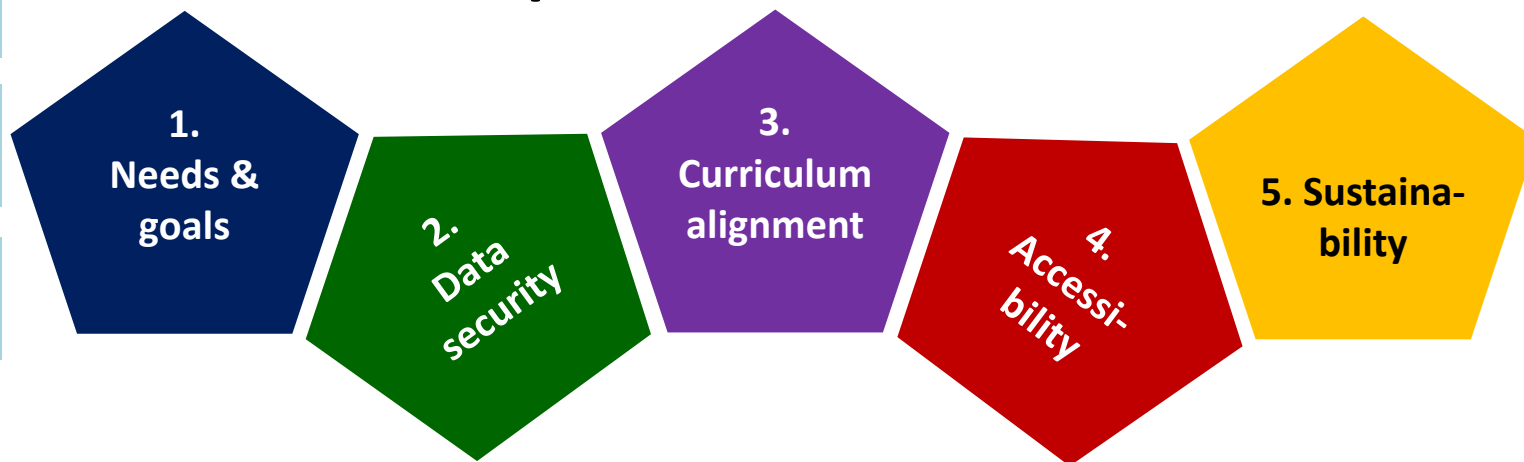 1.
Needs &
goals
2.
Data
security
3.
Curriculum
alignment
4.
Accessi-
bility
5. Sustaina-
bility